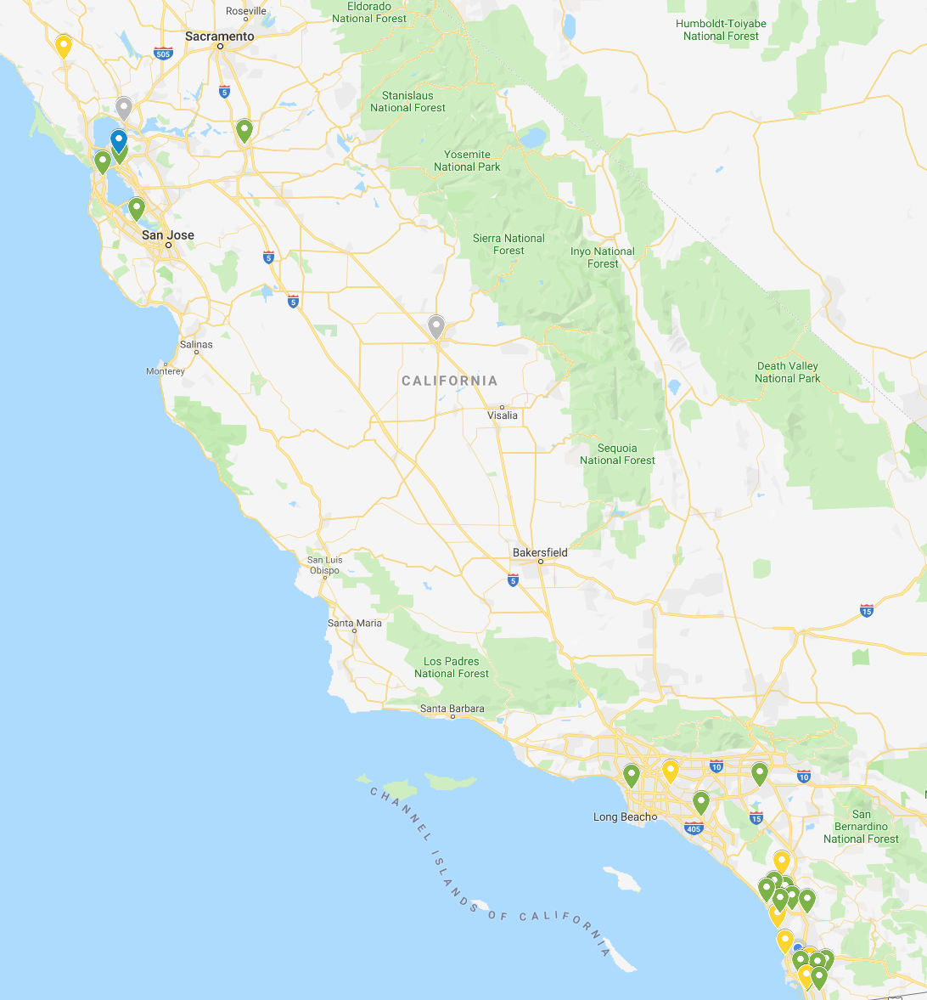 Eldorado
National Forest
Roseville
Humboldt-Toiyabe
National Forest
Sacramento
505
5
Stanislaus
National Forest
Yosemite
National Park
San Jose
Sierra National
Forest
Inyo National
Forest
5
5
Salinas
Monterey
CALIFORNIA
Death Valley
National Park
Visalia
Sequoia
National Forest
San Luis
Obispo
Bakersfield
5
15
Santa Maria
Los Padres
National Forest
Santa Barbara
10
10
CHANNEL ISLANDS OF CALIFORNIA
Long Beach
405
15
San
Bernardino
National Forest